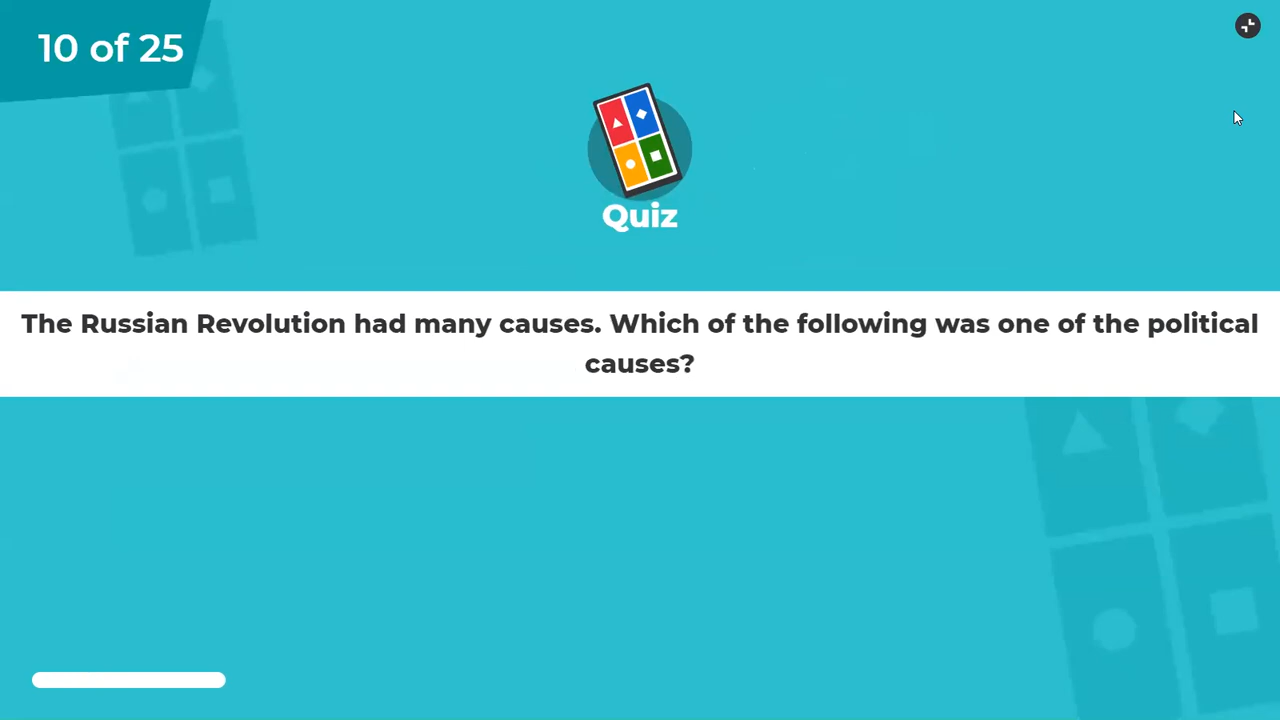 10 of 25
Quiz
The Russian Revolution had many causes. Which of the following was one of the political
causes?